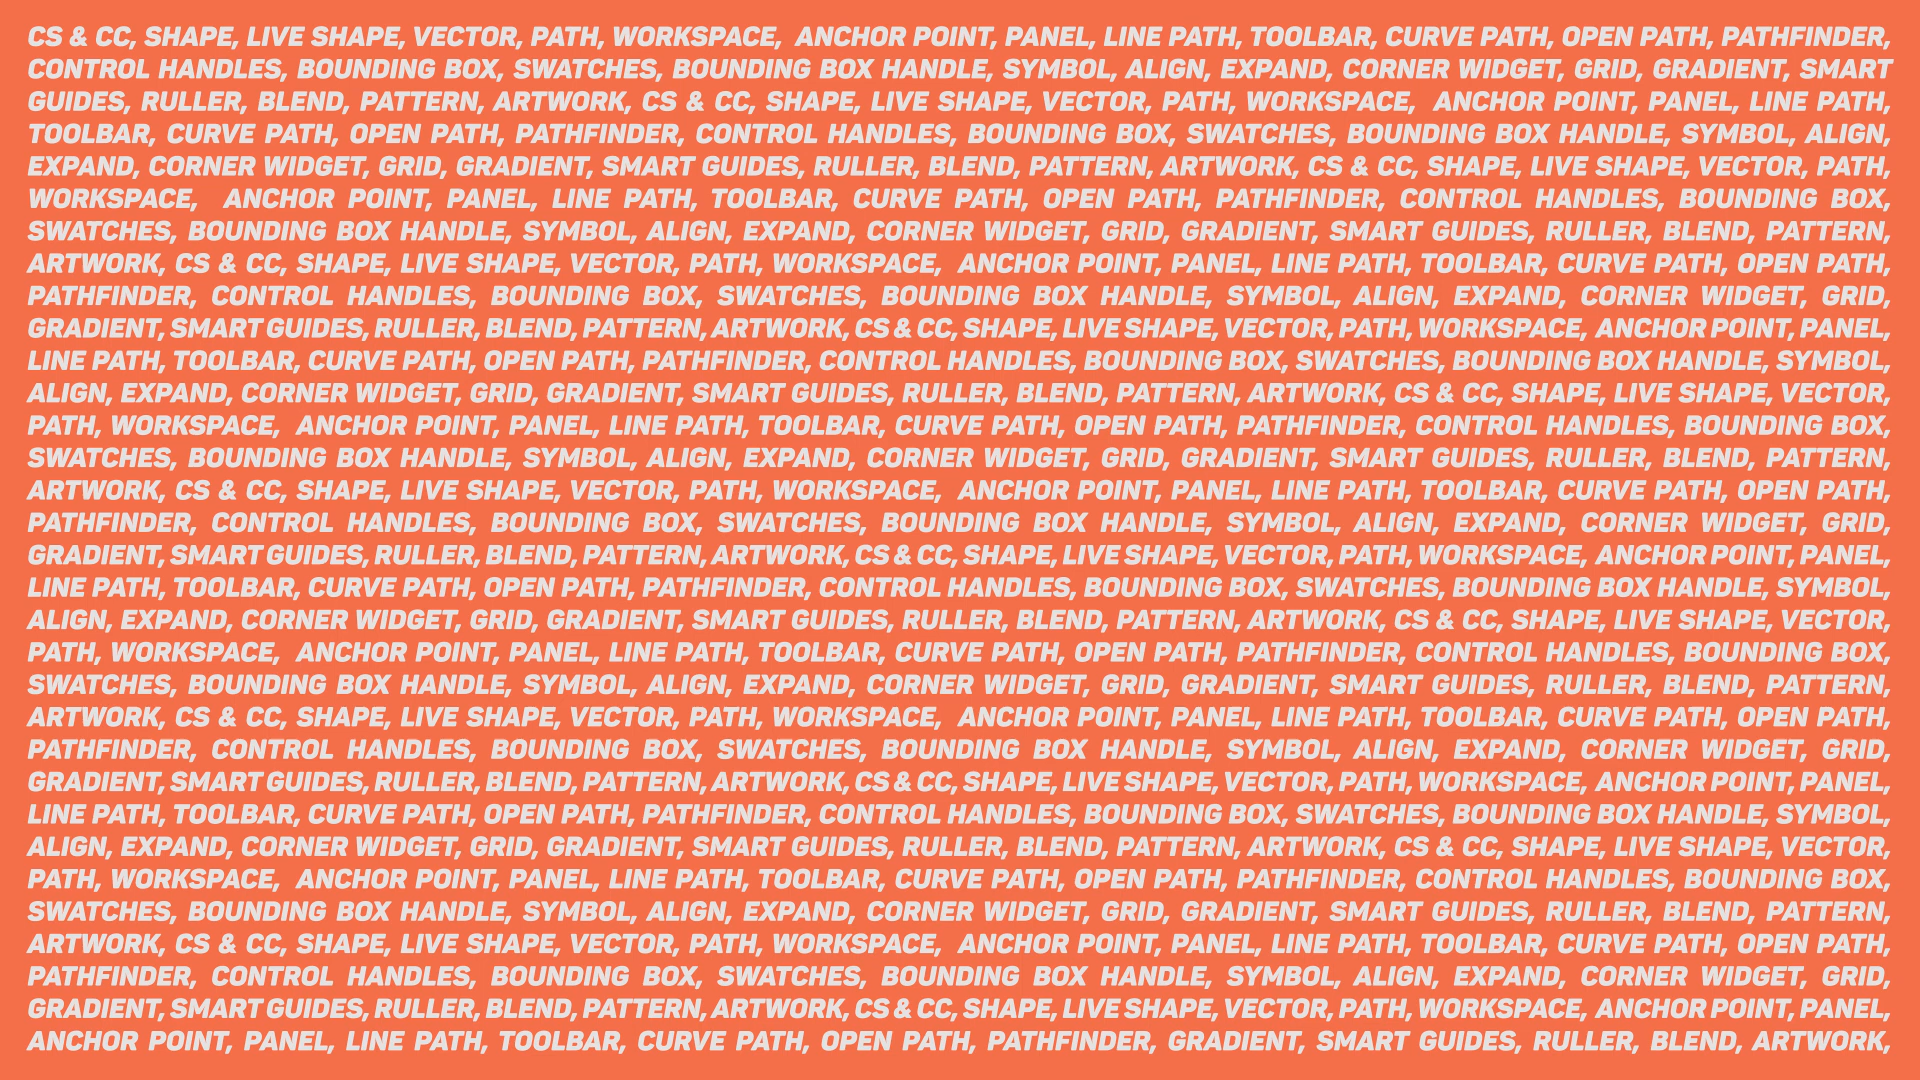 CS & CC, SHAPE, LIVE SHAPE, VECTOR, PATH, WORKSPACE, ANCHOR POINT, PANEL, LINE PATH, TOOLBAR, CURVE PATH, OPEN PATH, PATHFINDER,
CONTROL HANDLES, BOUNDING BOX, SWATCHES, BOUNDING BOX HANDLE, SYMBOL, ALIGN, EXPAND, CORNER WIDGET, GRID, GRADIENT, SMART
GUIDES, RULLER, BLEND, PATTERN, ARTWORK, CS & CC, SHAPE, LIVE SHAPE, VECTOR, PATH, WORKSPACE, ANCHOR POINT, PANEL, LINE PATH,
TOOLBAR, CURVE PATH, OPEN PATH, PATHFINDER, CONTROL HANDLES, BOUNDING BOX, SWATCHES, BOUNDING BOX HANDLE, SYMBOL, ALIGN,
EXPAND, CORNER WIDGET, GRID, GRADIENT, SMART GUIDES, RULLER, BLEND, PATTERN, ARTWORK, CS & CC, SHAPE, LIVE SHAPE, VECTOR, PATH,
WORKSPACE, ANCHOR POINT, PANEL, LINE PATH, TOOLBAR, CURVE PATH, OPEN PATH, PATHFINDER, CONTROL HANDLES, BOUNDING BOX,
SWATCHES, BOUNDING BOX HANDLE, SYMBOL, ALIGN, EXPAND, CORNER WIDGET, GRID, GRADIENT, SMART GUIDES, RULLER, BLEND, PATTERN,
ARTWORK, CS & CC, SHAPE, LIVE SHAPE, VECTOR, PATH, WORKSPACE, ANCHOR POINT, PANEL, LINE PATH, TOOLBAR, CURVE PATH, OPEN PATH,
PATHFINDER, CONTROL HANDLES, BOUNDING BOX, SWATCHES, BOUNDING BOX HANDLE, SYMBOL, ALIGN, EXPAND, CORNER WIDGET, GRID,
GRADIENT, SMART GUIDES, RULLER, BLEND, PATTERN, ARTWORK, CS & CC, SHAPE, LIVE SHAPE, VECTOR, PATH, WORKSPACE, ANCHOR POINT, PANEL,
LINE PATH, TOOLBAR, CURVE PATH, OPEN PATH, PATHFINDER, CONTROL HANDLES, BOUNDING BOX, SWATCHES, BOUNDING BOX HANDLE, SYMBOL,
ALIGN, EXPAND, CORNER WIDGET, GRID, GRADIENT, SMART GUIDES, RULLER, BLEND, PATTERN, ARTWORK, CS & CC, SHAPE, LIVE SHAPE, VECTOR,
PATH, WORKSPACE, ANCHOR POINT, PANEL, LINE PATH, TOOLBAR, CURVE PATH, OPEN PATH, PATHFINDER, CONTROL HANDLES, BOUNDING BOX,
SWATCHES, BOUNDING BOX HANDLE, SYMBOL, ALIGN, EXPAND, CORNER WIDGET, GRID, GRADIENT, SMART GUIDES, RULLER, BLEND, PATTERN,
ARTWORK, CS & CC, SHAPE, LIVE SHAPE, VECTOR, PATH, WORKSPACE, ANCHOR POINT, PANEL, LINE PATH, TOOLBAR, CURVE PATH, OPEN PATH,
PATHFINDER, CONTROL HANDLES, BOUNDING BOX, SWATCHES, BOUNDING BOX HANDLE, SYMBOL, ALIGN, EXPAND, CORNER WIDGET, GRID,
GRADIENT, SMART GUIDES, RULLER, BLEND, PATTERN, ARTWORK, CS & CC, SHAPE, LIVE SHAPE, VECTOR, PATH, WORKSPACE, ANCHOR POINT, PANEL,
LINE PATH, TOOLBAR, CURVE PATH, OPEN PATH, PATHFINDER, CONTROL HANDLES, BOUNDING BOX, SWATCHES, BOUNDING BOX HANDLE, SYMBOL,
ALIGN, EXPAND, CORNER WIDGET, GRID, GRADIENT, SMART GUIDES, RULLER, BLEND, PATTERN, ARTWORK, CS & CC, SHAPE, LIVE SHAPE, VECTOR,
PATH, WORKSPACE, ANCHOR POINT, PANEL, LINE PATH, TOOLBAR, CURVE PATH, OPEN PATH, PATHFINDER, CONTROL HANDLES, BOUNDING BOX,
SWATCHES, BOUNDING BOX HANDLE, SYMBOL, ALIGN, EXPAND, CORNER WIDGET, GRID, GRADIENT, SMART GUIDES, RULLER, BLEND, PATTERN,
ARTWORK, CS & CC, SHAPE, LIVE SHAPE, VECTOR, PATH, WORKSPACE, ANCHOR POINT, PANEL, LINE PATH, TOOLBAR, CURVE PATH, OPEN PATH,
PATHFINDER, CONTROL HANDLES, BOUNDING BOX, SWATCHES, BOUNDING BOX HANDLE, SYMBOL, ALIGN, EXPAND, CORNER WIDGET, GRID,
GRADIENT, SMART GUIDES, RULLER, BLEND, PATTERN, ARTWORK, CS & CC, SHAPE, LIVE SHAPE, VECTOR, PATH, WORKSPACE, ANCHOR POINT, PANEL,
LINE PATH, TOOLBAR, CURVE PATH, OPEN PATH, PATHFINDER, CONTROL HANDLES, BOUNDING BOX, SWATCHES, BOUNDING BOX HANDLE, SYMBOL,
ALIGN, EXPAND, CORNER WIDGET, GRID, GRADIENT, SMART GUIDES, RULLER, BLEND, PATTERN, ARTWORK, CS & CC, SHAPE, LIVE SHAPE, VECTOR,
PATH, WORKSPACE, ANCHOR POINT, PANEL, LINE PATH, TOOLBAR, CURVE PATH, OPEN PATH, PATHFINDER, CONTROL HANDLES, BOUNDING BOX,
SWATCHES, BOUNDING BOX HANDLE, SYMBOL, ALIGN, EXPAND, CORNER WIDGET, GRID, GRADIENT, SMART GUIDES, RULLER, BLEND, PATTERN,
ARTWORK, CS & CC, SHAPE, LIVE SHAPE, VECTOR, PATH, WORKSPACE, ANCHOR POINT, PANEL, LINE PATH, TOOLBAR, CURVE PATH, OPEN PATH,
PATHFINDER, CONTROL HANDLES, BOUNDING BOX, SWATCHES, BOUNDING BOX HANDLE, SYMBOL, ALIGN, EXPAND, CORNER WIDGET, GRID,
GRADIENT, SMART GUIDES, RULLER, BLEND, PATTERN, ARTWORK, CS & CC, SHAPE, LIVE SHAPE, VECTOR, PATH, WORKSPACE, ANCHOR POINT, PANEL,
ANCHOR POINT, PANEL, LINE PATH, TOOLBAR, CURVE PATH, OPEN PATH, PATHFINDER, GRADIENT, SMART GUIDES, RULLER, BLEND, ARTWORK,